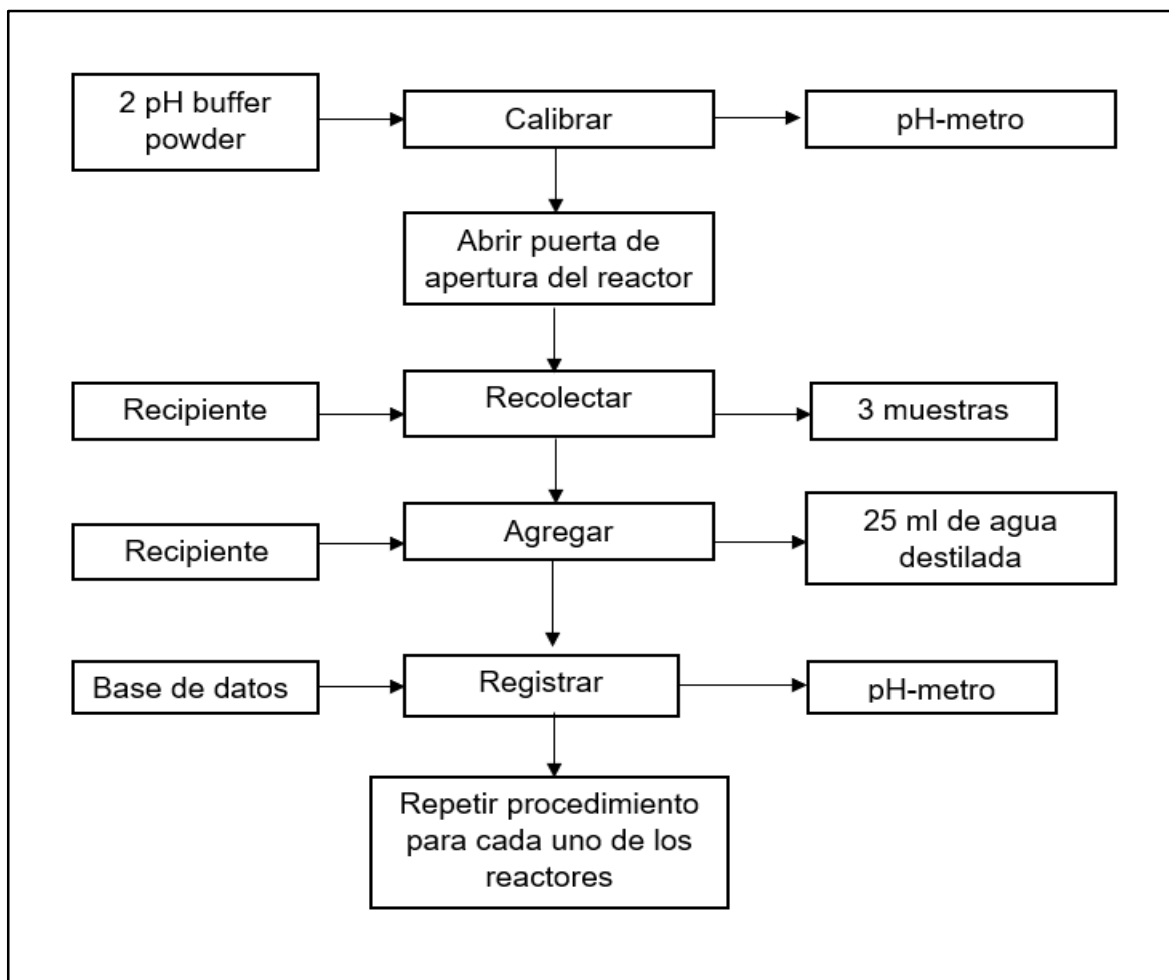 2 pH buffer
powder
Calibrar
pH-metro
Abrir puerta de
apertura del reactor
Recipiente
Recolectar
3 muestras
Recipiente
Agregar
25 ml de agua
destilada
Base de datos
Registrar
pH-metro
Repetir procedimiento
para cada uno de los
reactores